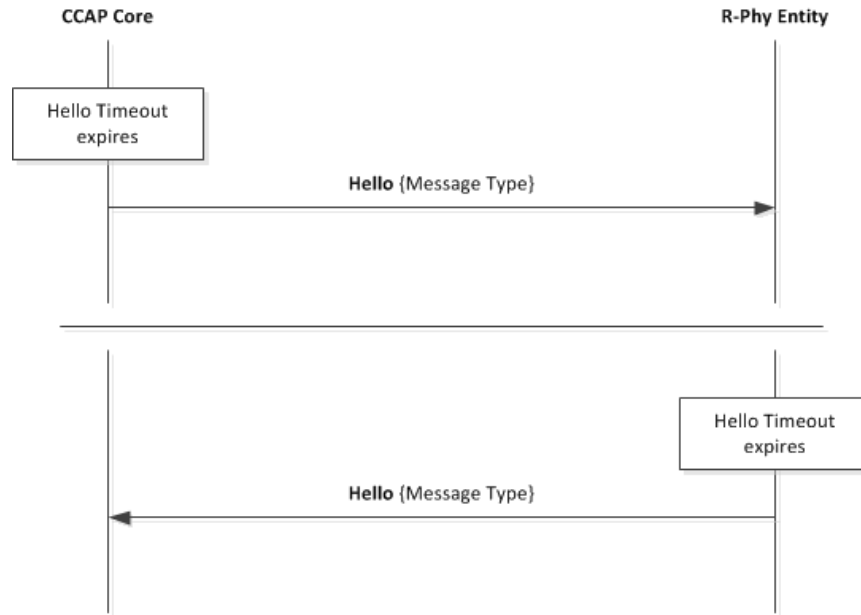 CCAP Core
R-Phy Entity
Hello Timeout
expires
Hello {Message Type}
Hello Timeout
expires
Hello {Message Type}